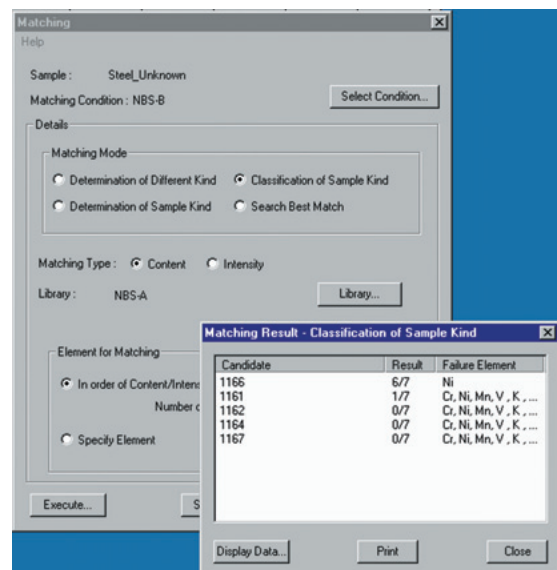 Matching
Help
Sample : Steel_Unknown
Matching Condition : NBS-B
Select Condition...
Details
Matching Mode
Determination of Different Kind Classification of Sample Kind
Determination of Sample Kind Search Best Match
Matching Type : Content Intensity
Library : NBS-A
Library...
Element for Matching
In order of Content/Intens
Number o
Specify Element
Execute...
S
Matching Result - Classification of Sample Kind
Candidate Result Failure Element
1166 6/7 Ni
1161 1/7 Cr, Ni, Mn, V , K , ...
1162 0/7 Cr, Ni, Mn, V , K , ...
1164 0/7 Cr, Ni, Mn, V , K , ...
1167 0/7 Cr, Ni, Mn, V , K , ...
Display Data... Print Close